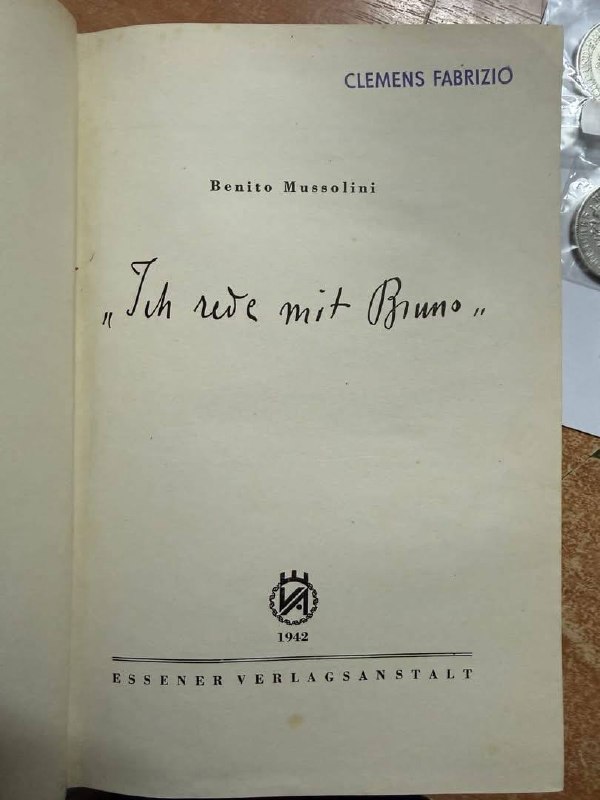 CLEMENS FABRIZIO
Benito Mussolini
„Ich rede mit Bruno„
1942
ESSENER VERLAGSANSTALT